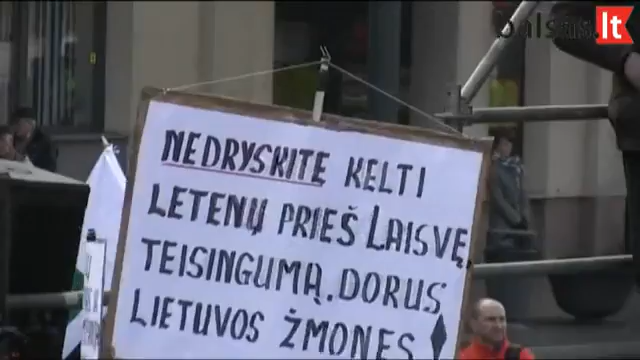 balsas.lt
NEDRYSKITE KELTI
LETENŲ PRIEŠ LAISVĘ,
TEISINGUMĄ. DORUS
LIETUVOS ŽMONES